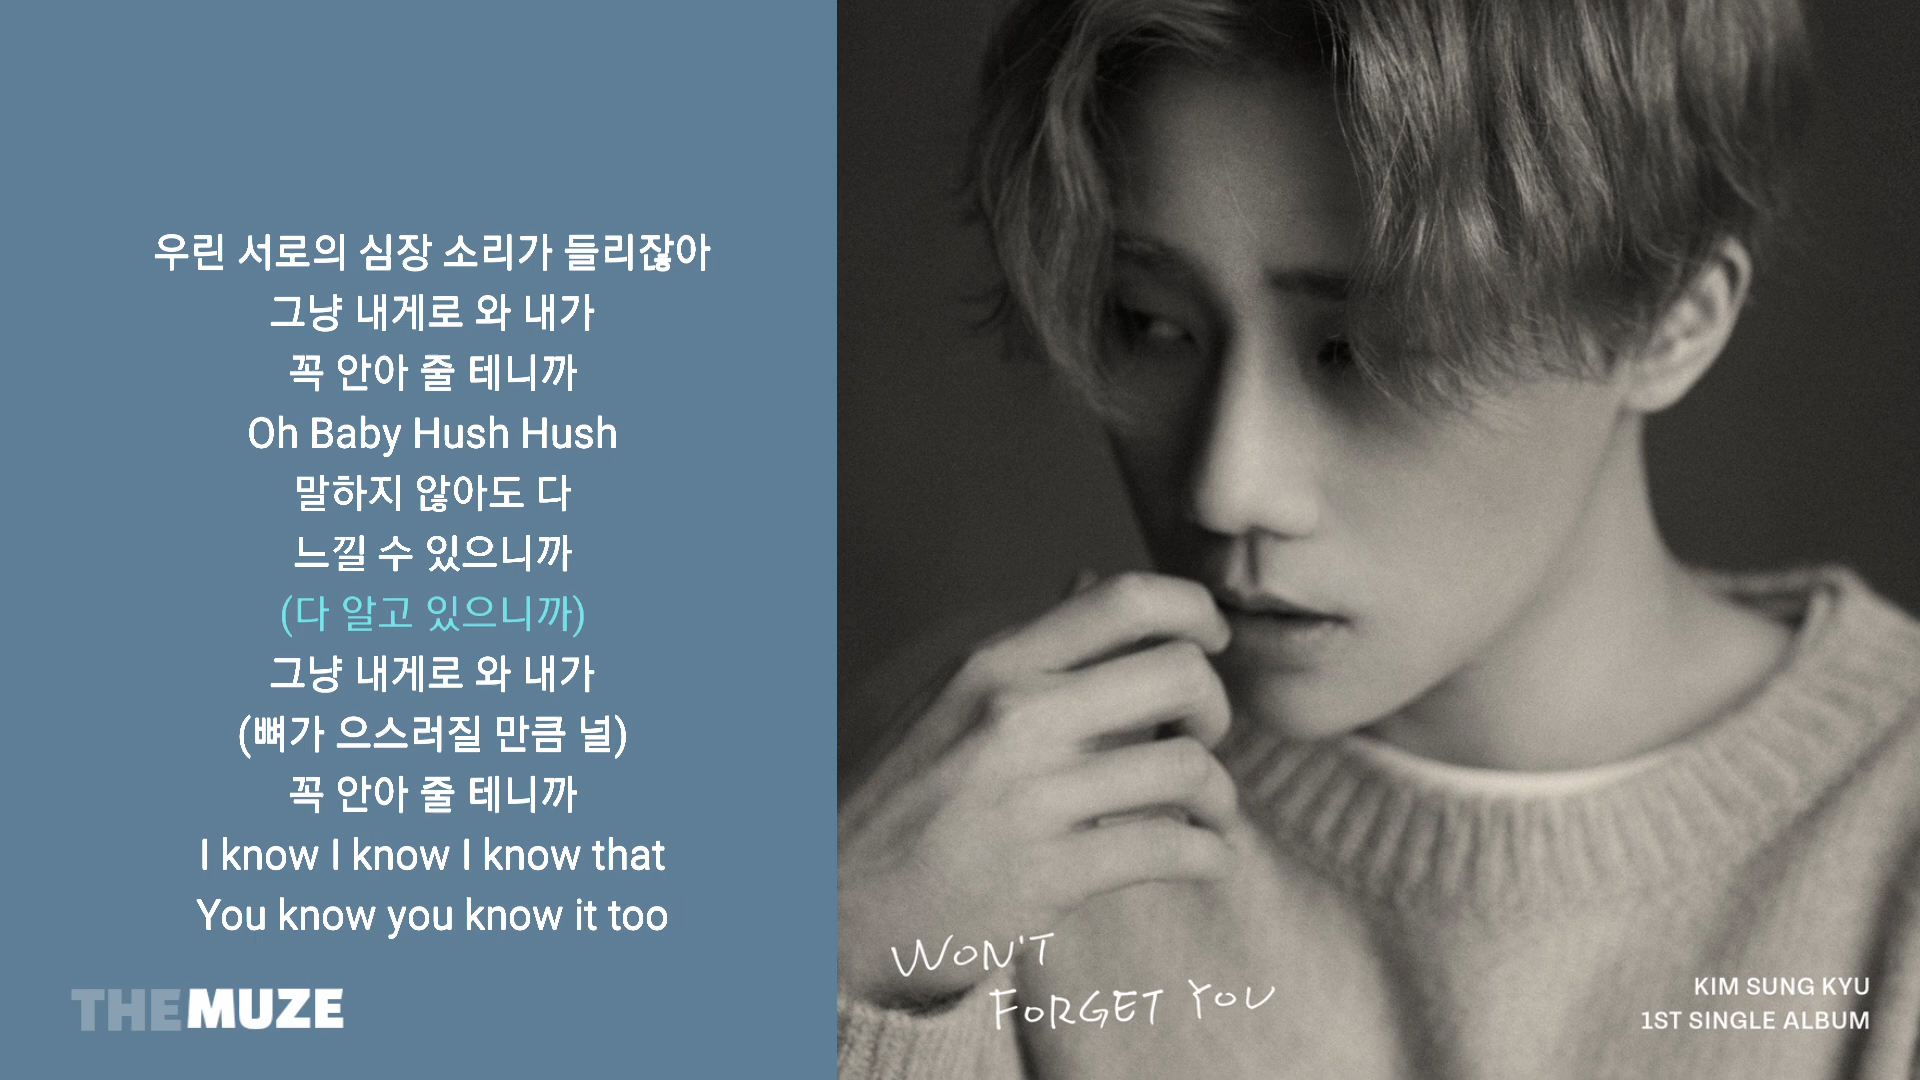 우린 서로의 심장 소리가 들리잖아
그냥 내게로 와 내가
꼭 안아 줄 테니까
Oh Baby Hush Hush
말하지 않아도 다
느낄 수 있으니까
(다 알고 있으니까)
그냥 내게로 와 내가
(뼈가 으스러질 만큼 널)
꼭 안아 줄 테니까
I know I know I know that
You know you know it too
THEMUZE
WON'T
FORGET YOU
KIM SUNG KYU
1ST SINGLE ALBUM